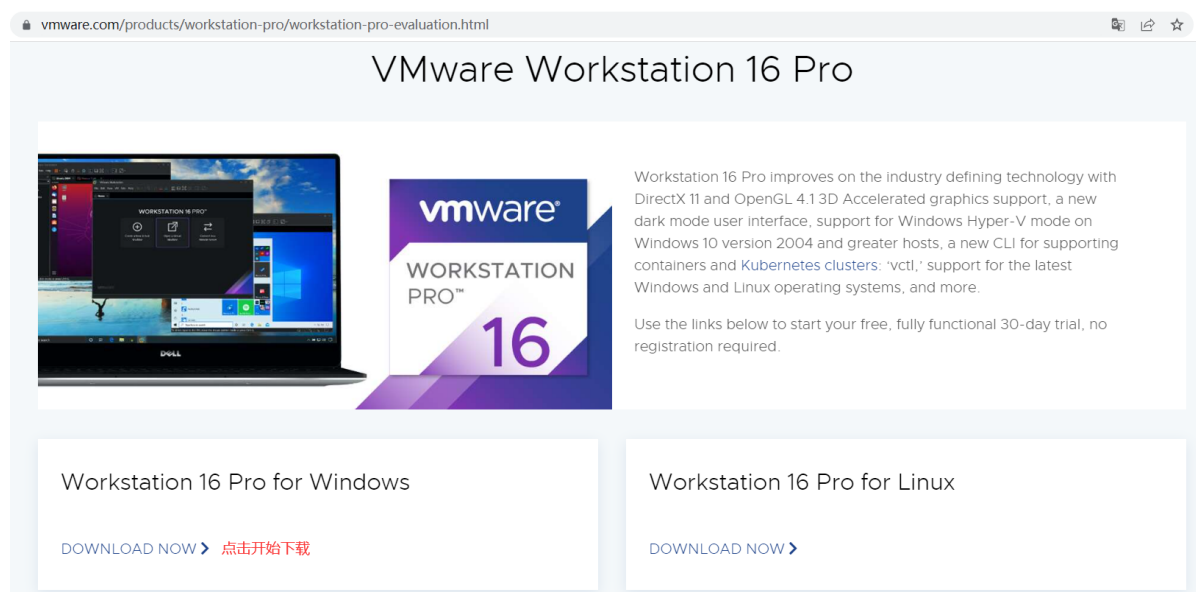 vmware.com/products/workstation-pro/workstation-pro-evaluation.html
VMware Workstation 16 Pro
WORKSTATION 16 PRO™
DELL
vmware®
WORKSTATION
PRO™
16
Workstation 16 Pro improves on the industry defining technology with
DirectX 11 and OpenGL 4.1 3D Accelerated graphics support, a new
dark mode user interface, support for Windows Hyper-V mode on
Windows 10 version 2004 and greater hosts, a new CLI for supporting
containers and Kubernetes clusters: ‘vctl,’ support for the latest
Windows and Linux operating systems, and more.
Use the links below to start your free, fully functional 30-day trial, no
registration required.
Workstation 16 Pro for Windows
DOWNLOAD NOW 点击开始下载
Workstation 16 Pro for Linux
DOWNLOAD NOW